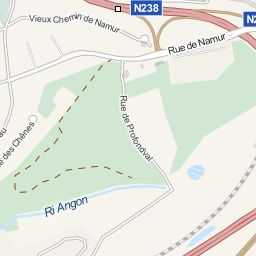 N238
Vieux Chemin de Namur
Rue de Namur
Rue de Profondval
des Chênes
Ri Angon